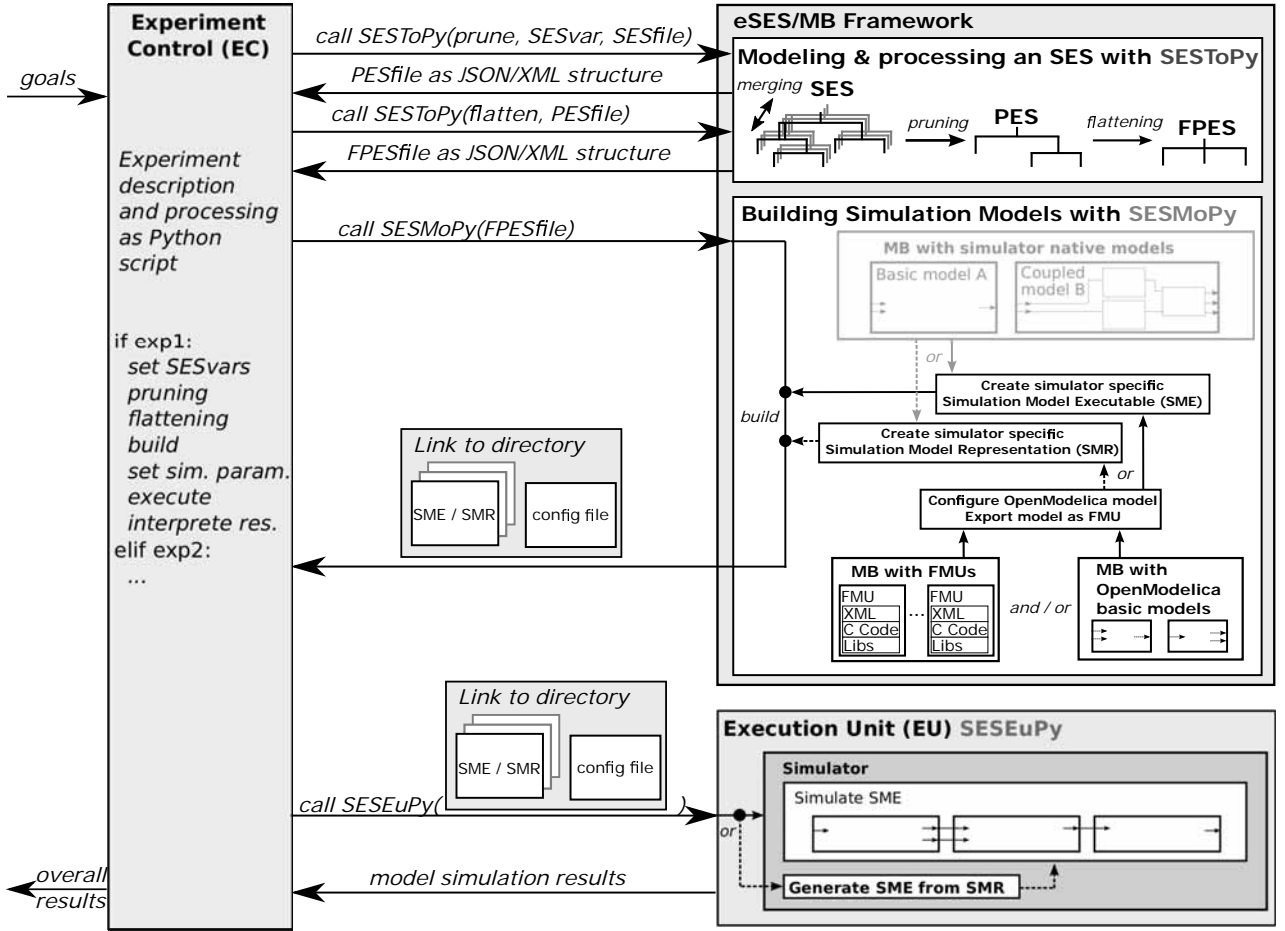 Experiment
Control (EC)
goals
Experiment
description
and processing
as Python
script
if exp1:
set SESvars
pruning
flattening
build
set sim. param.
execute
interprete res.
elif exp2:
...
overall
results
call SESToPy(prune, SESvar, SESfile)
PESfile as JSON/XML structure
call SESToPy(flatten, PESfile)
FPESfile as JSON/XML structure
call SESMoPy(FPESfile)
Link to directory
SME / SMR
config file
Link to directory
SME / SMR
config file
call SESEuPy(
)
model simulation results
eSES/MB Framework
Modeling & processing an SES with SESToPy
merging
SES
pruning
PES
flattening
FPES
Building Simulation Models with SESMoPy
MB with simulator native models
Basic model A
Coupled
model B
or
Create simulator specific
Simulation Model Executable (SME)
build
Create simulator specific
Simulation Model Representation (SMR)
or
Configure OpenModelica model
Export model as FMU
MB with FMUs
FMU
XML
C Code
Libs
...
FMU
XML
C Code
Libs
and / or
MB with
OpenModelica
basic models
Execution Unit (EU) SESEuPy
Simulator
Simulate SME
or
Generate SME from SMR